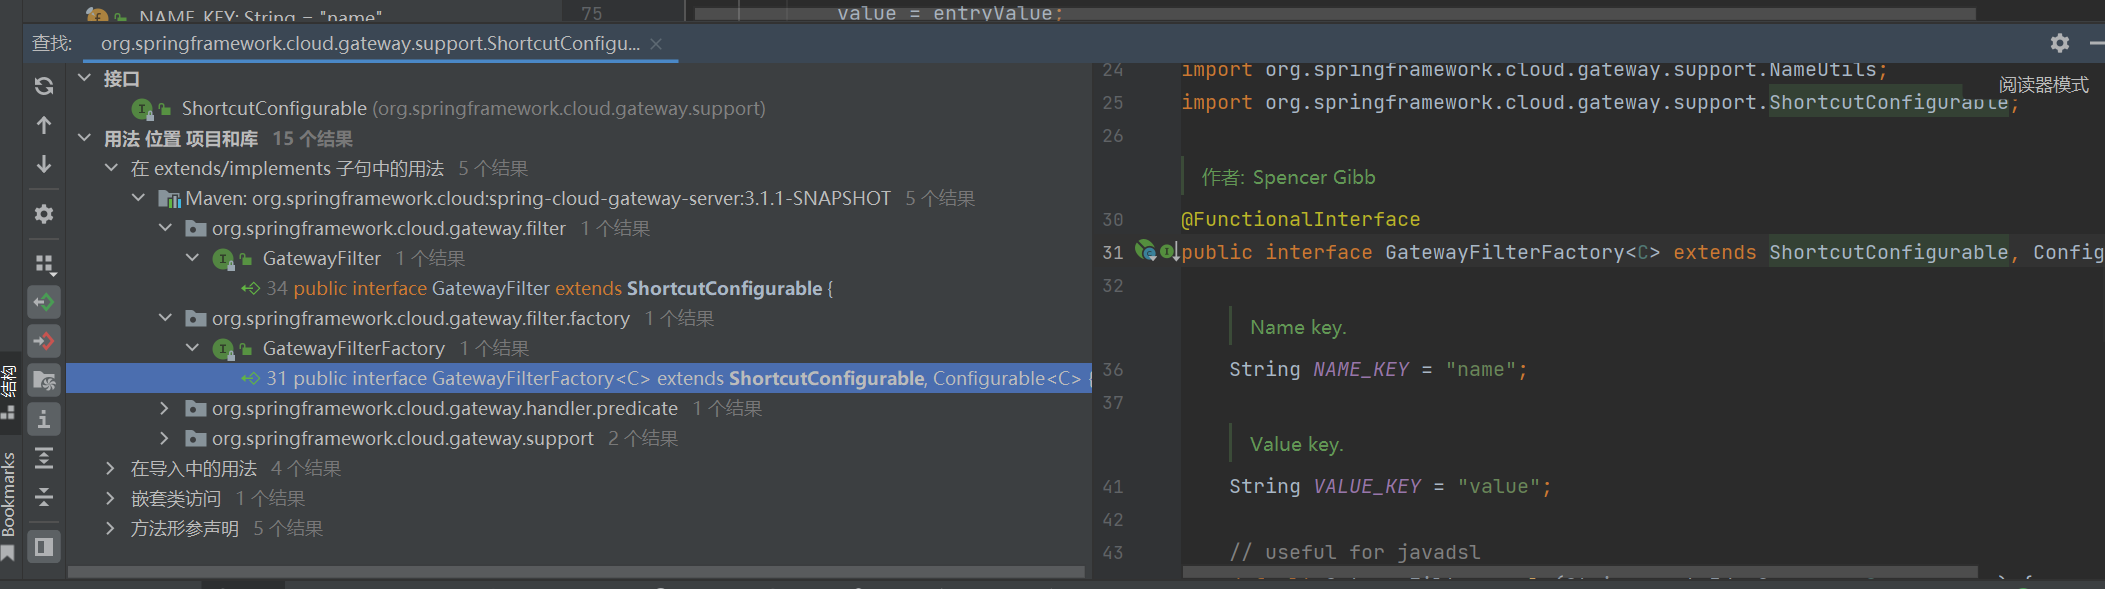 NAME_KEY: String = "name"
75 value = entryValue;
查找: org.springframework.cloud.gateway.support.ShortcutConfigu...
接口
ShortcutConfigurable (org.springframework.cloud.gateway.support)
用法 位置 项目和库 15 个结果
在 extends/implements 子句中的用法 5 个结果
Maven: org.springframework.cloud:spring-cloud-gateway-server:3.1.1-SNAPSHOT 5 个结果
org.springframework.cloud.gateway.filter 1 个结果
GatewayFilter 1 个结果
34 public interface GatewayFilter extends ShortcutConfigurable {
org.springframework.cloud.gateway.filter.factory 1 个结果
GatewayFilterFactory 1 个结果
31 public interface GatewayFilterFactory<C> extends ShortcutConfigurable, Configurable<C> {
org.springframework.cloud.gateway.handler.predicate 1 个结果
org.springframework.cloud.gateway.support 2 个结果
在导入中的用法 4 个结果
嵌套类访问 1 个结果
方法形参声明 5 个结果
结构
Bookmarks
24 import org.springframework.cloud.gateway.support.NameUtils;
阅读器模式
25 import org.springframework.cloud.gateway.support.ShortcutConfigurable;
26
作者: Spencer Gibb
30 @FunctionalInterface
31 public interface GatewayFilterFactory<C> extends ShortcutConfigurable, Config
32
Name key.
36 String NAME_KEY = "name";
37
Value key.
41 String VALUE_KEY = "value";
42
43 // useful for javadsl